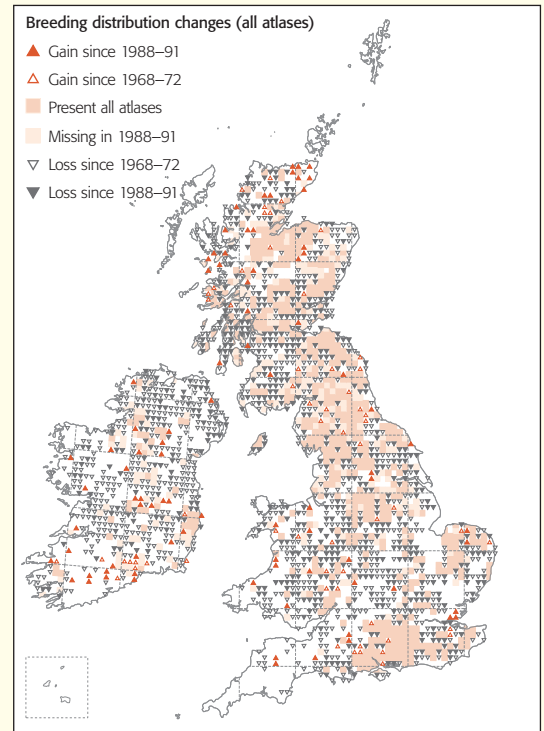 Breeding distribution changes (all atlases)
Gain since 1988–91
Gain since 1968–72
Present all atlases
Missing in 1988–91
Loss since 1968–72
Loss since 1988–91